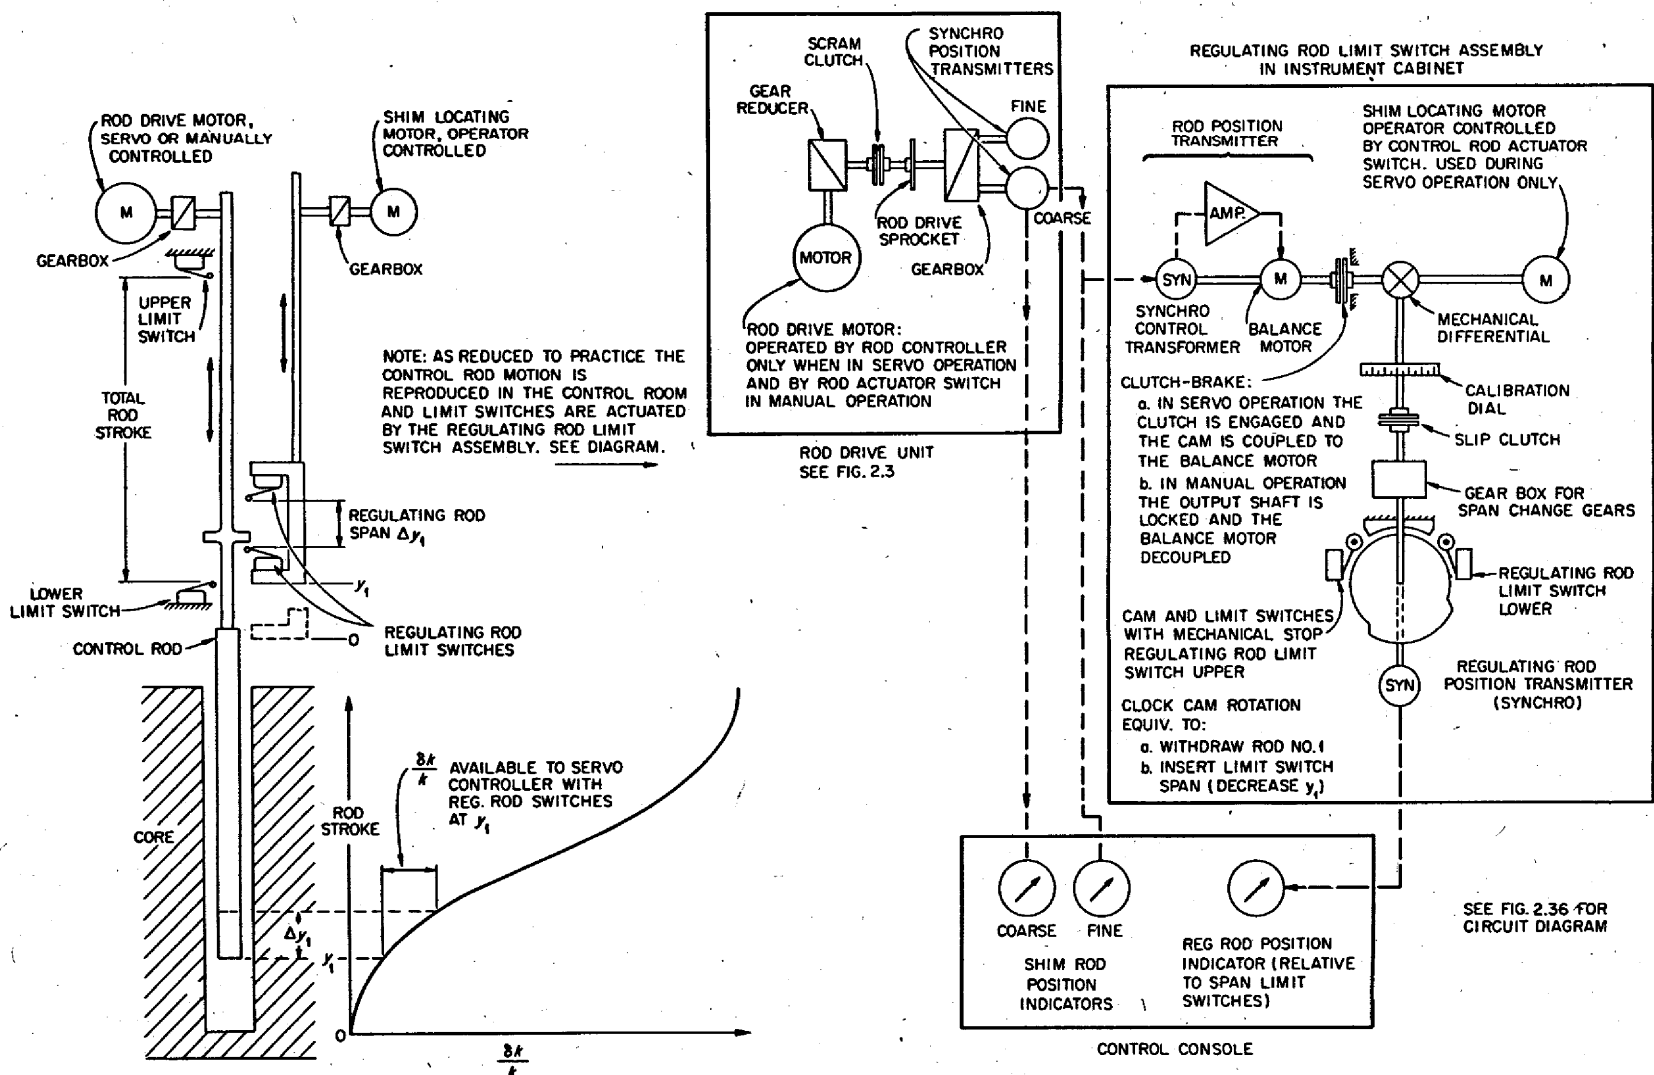 ROD DRIVE MOTOR,
SERVO OR MANUALLY
CONTROLLED
M
GEARBOX
SHIM LOCATING
MOTOR, OPERATOR
CONTROLLED
M
GEARBOX
UPPER
LIMIT
SWITCH
TOTAL
ROD
STROKE
LOWER
LIMIT SWITCH
CONTROL ROD
NOTE: AS REDUCED TO PRACTICE THE
CONTROL ROD MOTION IS
REPRODUCED IN THE CONTROL ROOM
AND LIMIT SWITCHES ARE ACTUATED
BY THE REGULATING ROD LIMIT
SWITCH ASSEMBLY. SEE DIAGRAM.
REGULATING ROD
SPAN Δy₁
y₁
O
REGULATING ROD
LIMIT SWITCHES
CORE
Δy₁
y₁
ROD
STROKE
δk/k AVAILABLE TO SERVO
CONTROLLER WITH
REG. ROD SWITCHES
AT y₁
O
δk/k
SCRAM
CLUTCH
SYNCHRO
POSITION
TRANSMITTERS
GEAR
REDUCER
FINE
COARSE
ROD DRIVE
SPROCKET
GEARBOX
MOTOR
ROD DRIVE MOTOR:
OPERATED BY ROD CONTROLLER
ONLY WHEN IN SERVO OPERATION
AND BY ROD ACTUATOR SWITCH
IN MANUAL OPERATION
ROD DRIVE UNIT
SEE FIG. 2.3
REGULATING ROD LIMIT SWITCH ASSEMBLY
IN INSTRUMENT CABINET
ROD POSITION
TRANSMITTER
SHIM LOCATING MOTOR
OPERATOR CONTROLLED
BY CONTROL ROD ACTUATOR
SWITCH. USED DURING
SERVO OPERATION ONLY
AMP.
SYN
M
M
SYNCHRO
CONTROL
TRANSFORMER
BALANCE
MOTOR
MECHANICAL
DIFFERENTIAL
CLUTCH-BRAKE:
a. IN SERVO OPERATION THE
CLUTCH IS ENGAGED AND
THE CAM IS COUPLED TO
THE BALANCE MOTOR
b. IN MANUAL OPERATION
THE OUTPUT SHAFT IS
LOCKED AND THE
BALANCE MOTOR
DECOUPLED
CALIBRATION
DIAL
SLIP CLUTCH
GEAR BOX FOR
SPAN CHANGE GEARS
REGULATING ROD
LIMIT SWITCH
LOWER
CAM AND LIMIT SWITCHES
WITH MECHANICAL STOP
REGULATING ROD LIMIT
SWITCH UPPER
SYN
REGULATING ROD
POSITION TRANSMITTER
(SYNCHRO)
CLOCK CAM ROTATION
EQUIV. TO:
a. WITHDRAW ROD NO. 1
b. INSERT LIMIT SWITCH
SPAN (DECREASE y₁)
COARSE
FINE
SHIM ROD
POSITION
INDICATORS
REG ROD POSITION
INDICATOR (RELATIVE
TO SPAN LIMIT
SWITCHES)
CONTROL CONSOLE
SEE FIG. 2.36 FOR
CIRCUIT DIAGRAM